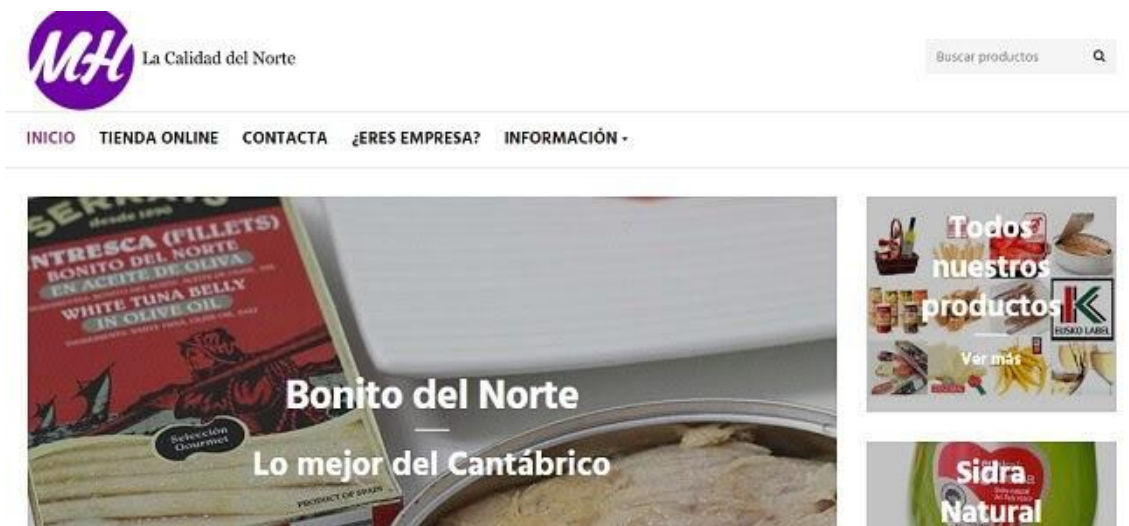 MH
La Calidad del Norte
Buscar productos
INICIO TIENDA ONLINE CONTACTA ¿ERES EMPRESA? INFORMACIÓN
desde 1890
(FILLETS)
BONITO DEL NORTE
EN ACEITE DE OLIVA
WHITE TUNA BELLY
IN OLIVE OIL
Selección
Gourmet
PRODUCT OF SPAIN
Bonito del Norte
Lo mejor del Cantábrico
Todos
nuestros
productos
EUSKO LABEL
Ver más
Sidra
Natural